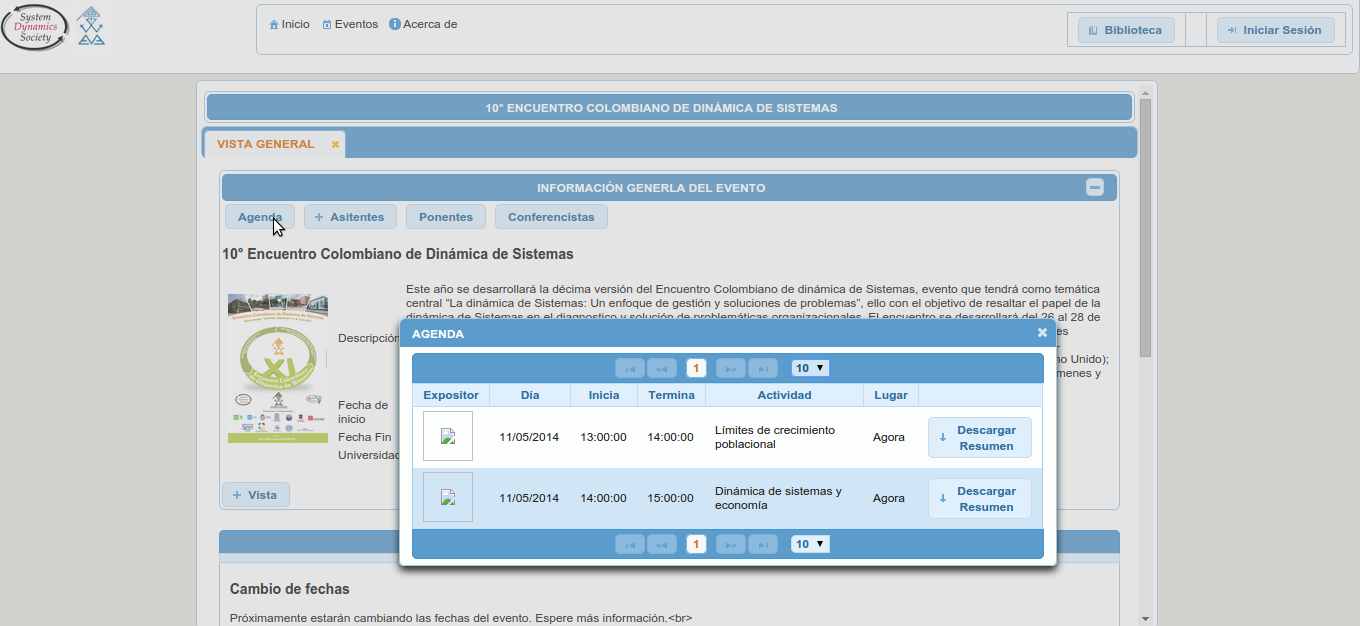 System
Dynamics
Society
Inicio Eventos Acerca de
Biblioteca
Iniciar Sesión
10° ENCUENTRO COLOMBIANO DE DINÁMICA DE SISTEMAS
VISTA GENERAL
INFORMACIÓN GENERLA DEL EVENTO
Agenda
Asitentes
Ponentes
Conferencistas
10° Encuentro Colombiano de Dinámica de Sistemas
Este año se desarrollará la décima versión del Encuentro Colombiano de dinámica de Sistemas, evento que tendrá como temática
central “La dinámica de Sistemas: Un enfoque de gestión y soluciones de problemas”, ello con el objetivo de resaltar el papel de la
dinámica de Sistemas en el diagnostico y solución de problemáticas organizacionales. El encuentro se desarrollará del 26 al 28 de
es
no Unido);
menes y
XI
Descripción
Fecha de
inicio
Fecha Fin
Universidad
Vista
AGENDA
1
10
Expositor Día Inicia Termina Actividad Lugar
11/05/2014 13:00:00 14:00:00 Límites de crecimiento
poblacional
Agora
Descargar
Resumen
11/05/2014 14:00:00 15:00:00 Dinámica de sistemas y
economía
Agora
Descargar
Resumen
1
10
Cambio de fechas
Próximamente estarán cambiando las fechas del evento. Espere más información.<br>